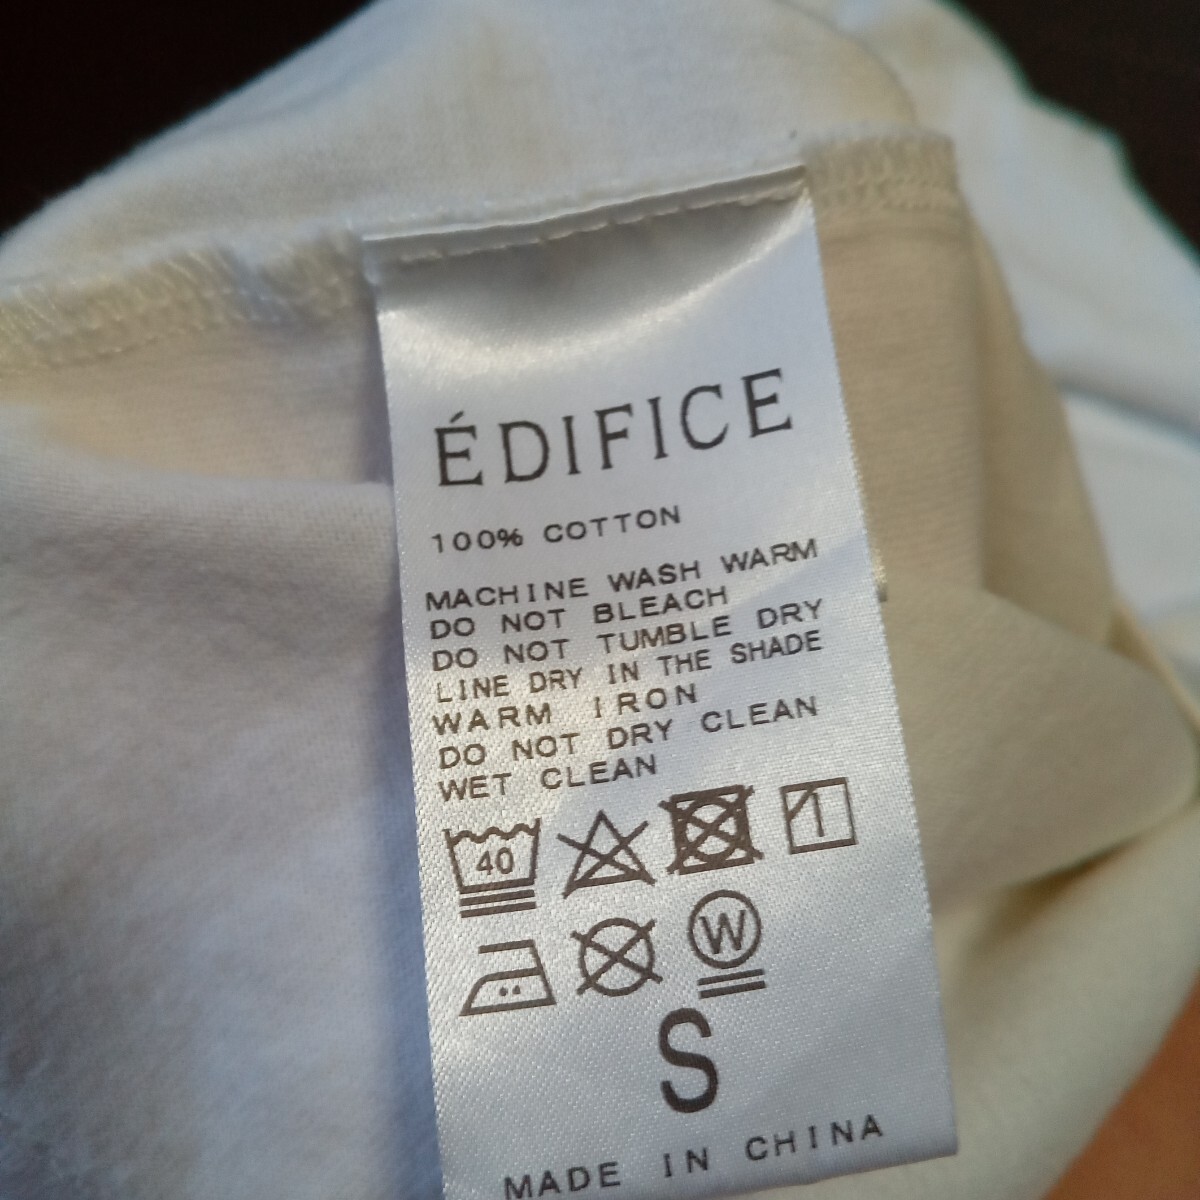 ÉDIFICE
100% COTTON
MACHINE WASH WARM
DO NOT BLEACH
DO NOT TUMBLE DRY
LINE DRY IN THE SHADE
WARM IRON
DO NOT DRY CLEAN
WET CLEAN
40
W
S
MADE IN CHINA